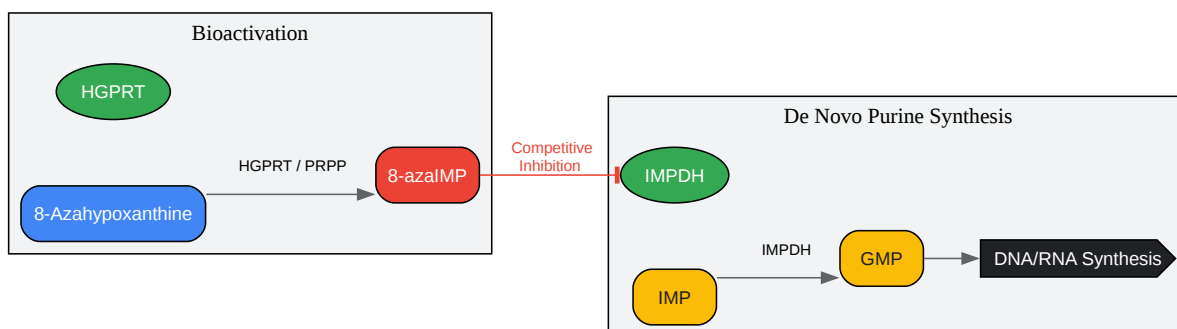 Bioactivation
HGPRT
HGPRT / PRPP
8-azaIMP
8-Azahypoxanthine
Competitive
Inhibition
De Novo Purine Synthesis
IMPDH
IMPDH
GMP
DNA/RNA Synthesis
IMP